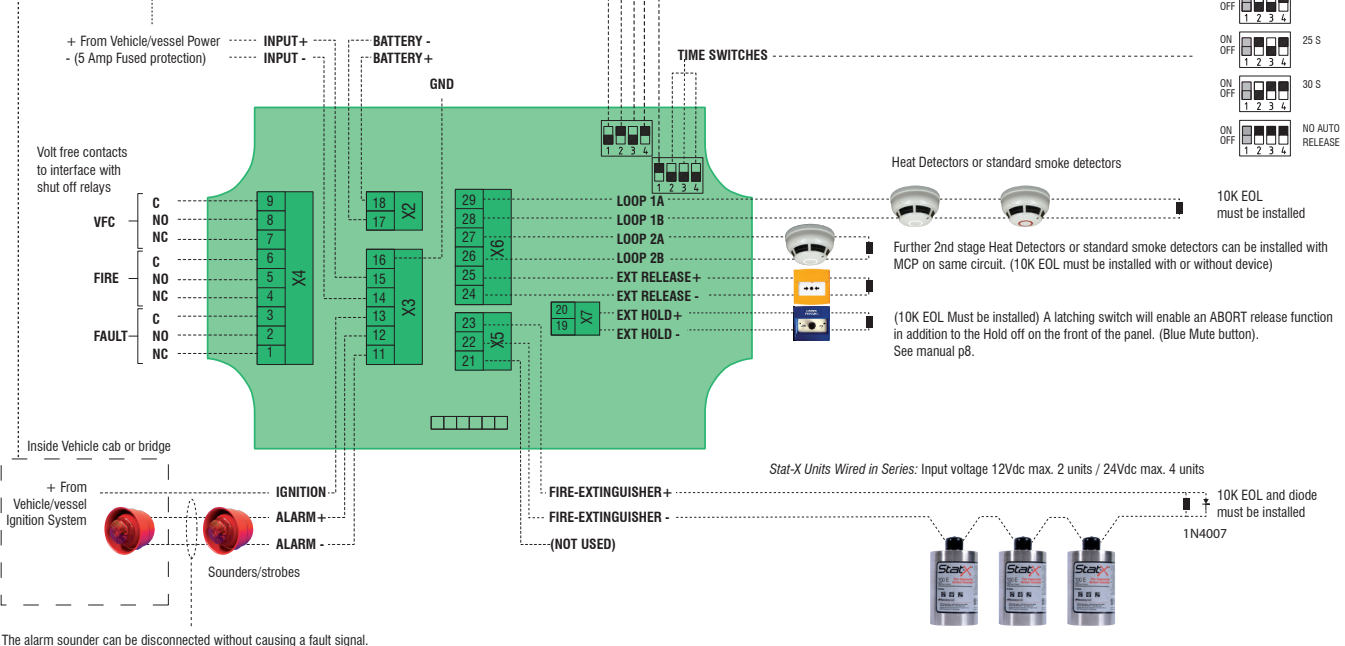 OFF
1 2 3 4
ON
OFF
1 2 3 4
25 S
ON
OFF
1 2 3 4
30 S
ON
OFF
1 2 3 4
NO AUTO
RELEASE
+ From Vehicle/vessel Power
- (5 Amp Fused protection)
INPUT+
INPUT -
BATTERY -
BATTERY+
GND
TIME SWITCHES
1 2 3 4
1 2 3 4
Volt free contacts
to interface with
shut off relays
VFC
C
NO
NC
FIRE
C
NO
NC
FAULT
C
NO
NC
9
8
7
6
5
4
3
2
1
X4
18
17
X2
16
15
14
13
12
11
X3
29
28
27
26
25
24
X6
23
22
21
X5
20
19
X7
LOOP 1A
LOOP 1B
LOOP 2A
LOOP 2B
EXT RELEASE+
EXT RELEASE -
EXT HOLD+
EXT HOLD -
Heat Detectors or standard smoke detectors
10K EOL
must be installed
Further 2nd stage Heat Detectors or standard smoke detectors can be installed with
MCP on same circuit. (10K EOL must be installed with or without device)
(10K EOL Must be installed) A latching switch will enable an ABORT release function
in addition to the Hold off on the front of the panel. (Blue Mute button).
See manual p8.
Inside Vehicle cab or bridge
+ From
Vehicle/vessel
Ignition System
IGNITION
ALARM+
ALARM -
Sounders/strobes
FIRE-EXTINGUISHER+
FIRE-EXTINGUISHER -
(NOT USED)
Stat-X Units Wired in Series: Input voltage 12Vdc max. 2 units / 24Vdc max. 4 units
10K EOL and diode
must be installed
1N4007
Stat-X
100 E
Stat-X
100 E
Stat-X
100 E
The alarm sounder can be disconnected without causing a fault signal.